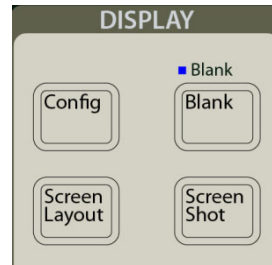 DISPLAY
Blank
Config
Blank
Screen
Layout
Screen
Shot